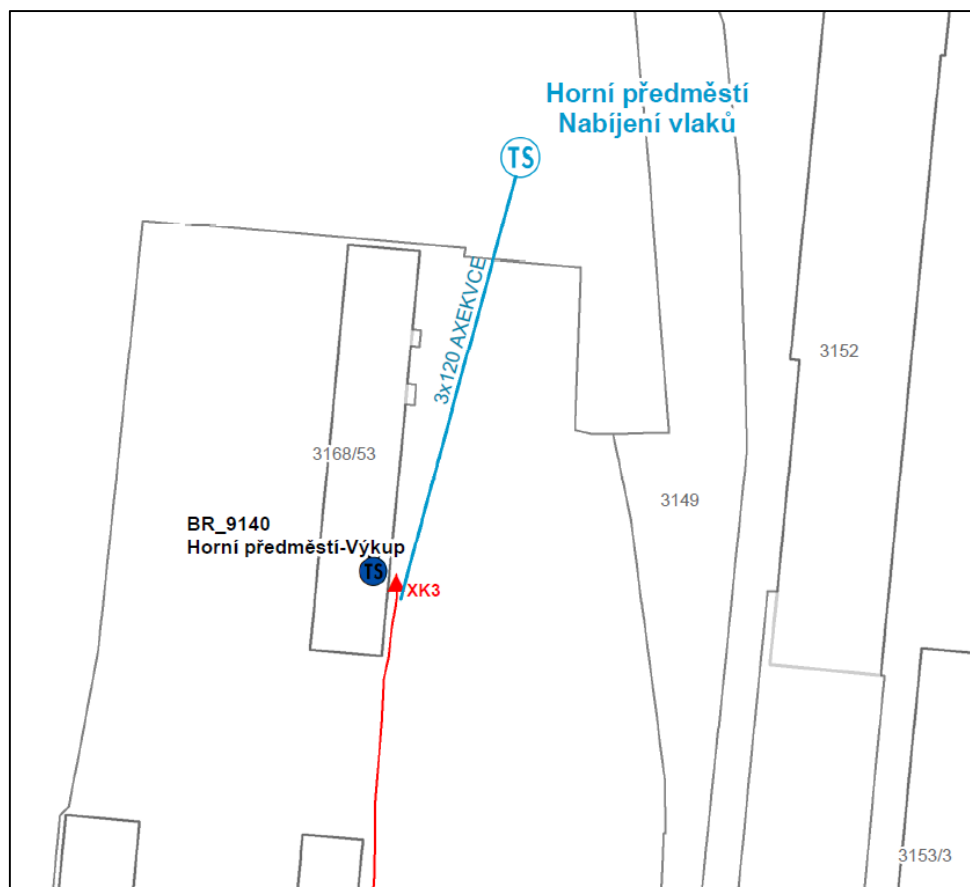 Horní předměstí
Nabíjení vlaků
TS
3x120 AXEKVCE
3152
3168/53
3149
BR_9140
Horní předměstí-Výkup
TS
XK3
3153/3